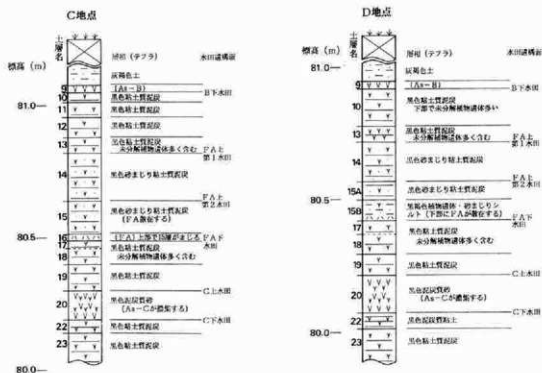 C地点
土層名
層相（テフラ）
水田遺構面
標高（m）
灰褐色土
9
（As－B）
B下水田
81.0
10
黒色粘土質泥炭
11
黒色粘土質泥炭
12
黒色粘土質泥炭
13
黒色粘土質泥炭
未分解植物遺体多く含む
FA上
第1水田
14
黒色砂まじり粘土質泥炭
FA上
第2水田
15
黒色砂まじり粘土質泥炭
（FA散在する）
80.5
16
（FA）上部で
がまじる
FA下
水田
17
黒色粘土質泥炭
18
未分解植物遺体多く含む
19
黒色粘土質泥炭
C上水田
20
黒色泥炭質砂
（As－Cが濃集する）
C下水田
22
黒色粘土質泥炭
23
黒色粘土質泥炭
80.0
D地点
土層名
層相（テフラ）
水田遺構面
標高（m）
81.0
灰褐色土
9
（As－B）
B下水田
10
黒色粘土質泥炭
下部で未分解植物遺体多い
13
黒色粘土質泥炭
未分解植物遺体多く含む
FA上
第1水田
14
黒色砂まじり粘土質泥炭
FA上
第2水田
15A
黒色砂まじり粘土質泥炭
80.5
15B
黒褐色植物遺体・砂まじりシ
ルト（下部にFAが散在する）
FA下
水田
17
黒色粘土質泥炭
18
未分解植物遺体多く含む
19
黒色粘土質泥炭
C上水田
20
黒色泥炭質砂
（As－Cが濃集する）
C下水田
22
黒色泥炭質粘土
80.0
23
黒色粘土質泥炭